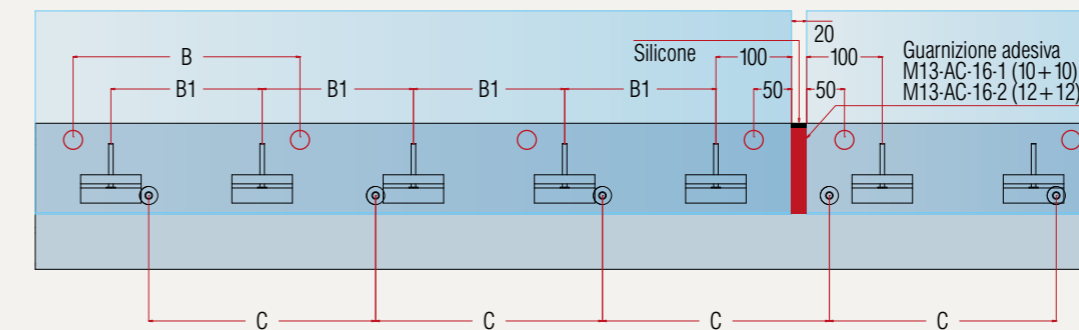 20
B
Silicone
100
100
Guarnizione adesiva
M13-AC-16-1 (10+10)
M13-AC-16-2 (12+12)
B1
B1
B1
B1
50
50
C
C
C
C